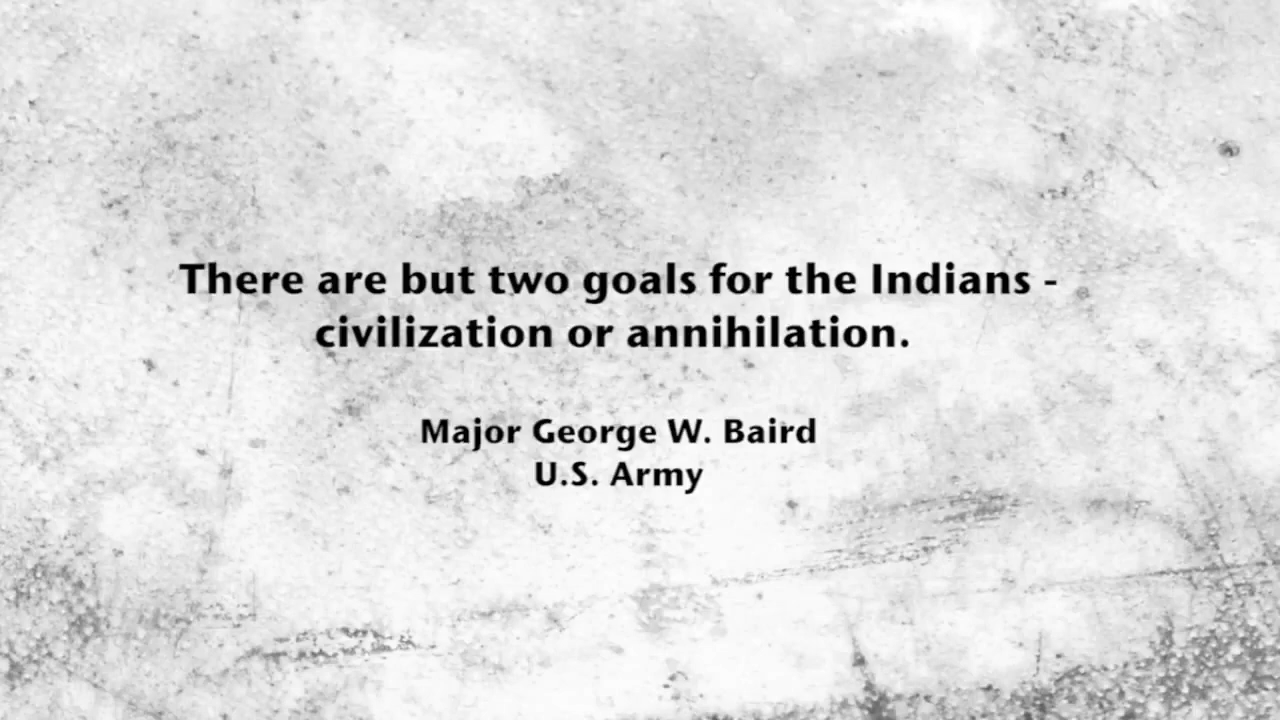 There are but two goals for the Indians -
civilization or annihilation.
Major George W. Baird
U.S. Army